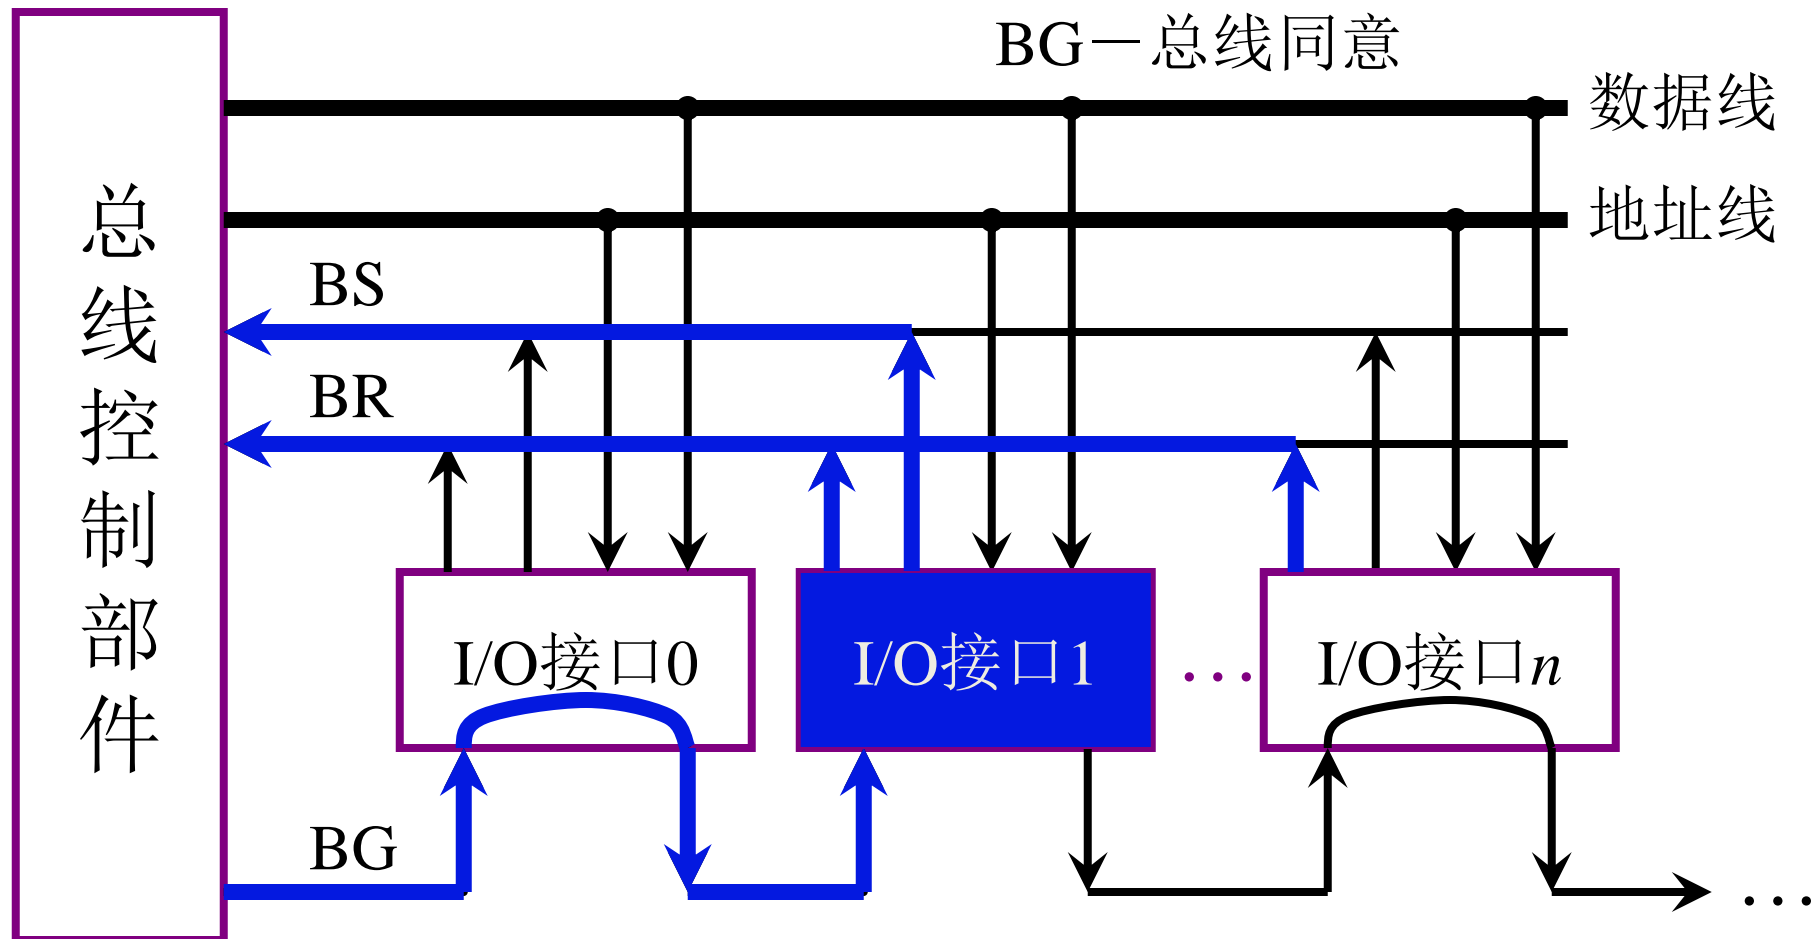 BG－总线同意
数据线
地址线
总线控制部件
BS
BR
I/O接口0
I/O接口1
…
I/O接口n
BG
…